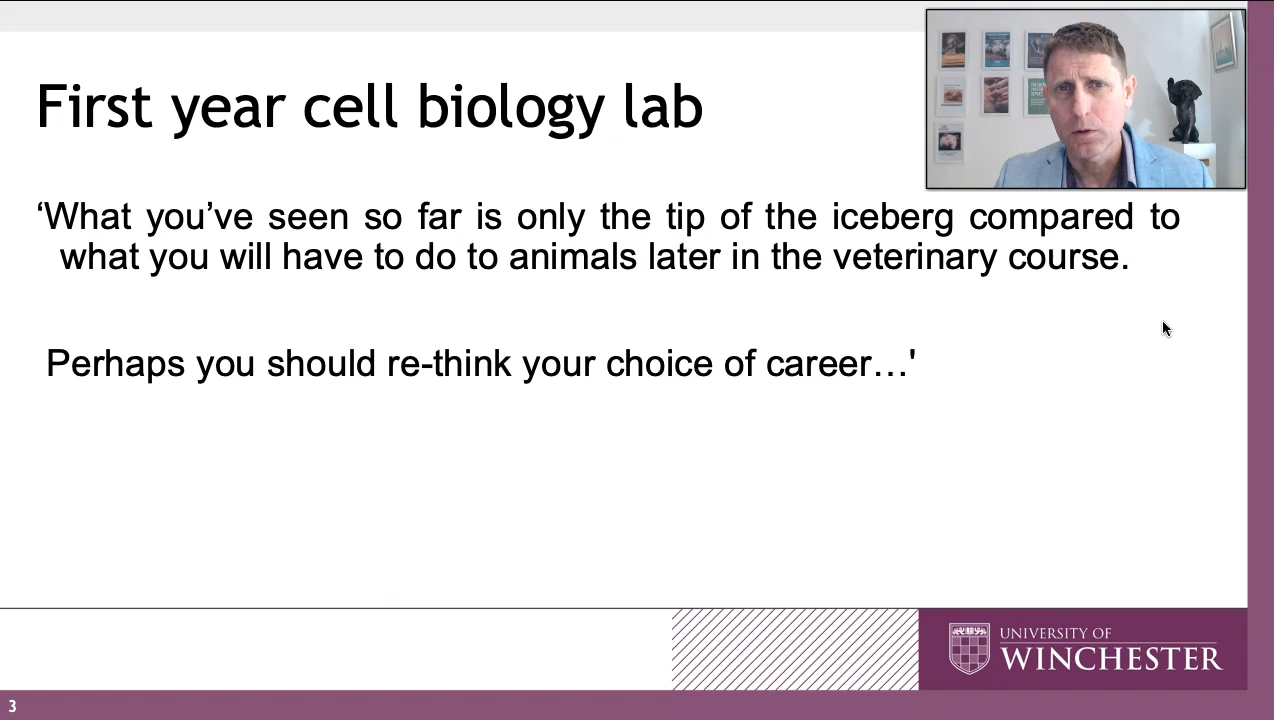 First year cell biology lab
‘What you’ve seen so far is only the tip of the iceberg compared to
what you will have to do to animals later in the veterinary course.
Perhaps you should re-think your choice of career…'
UNIVERSITY OF
WINCHESTER
3